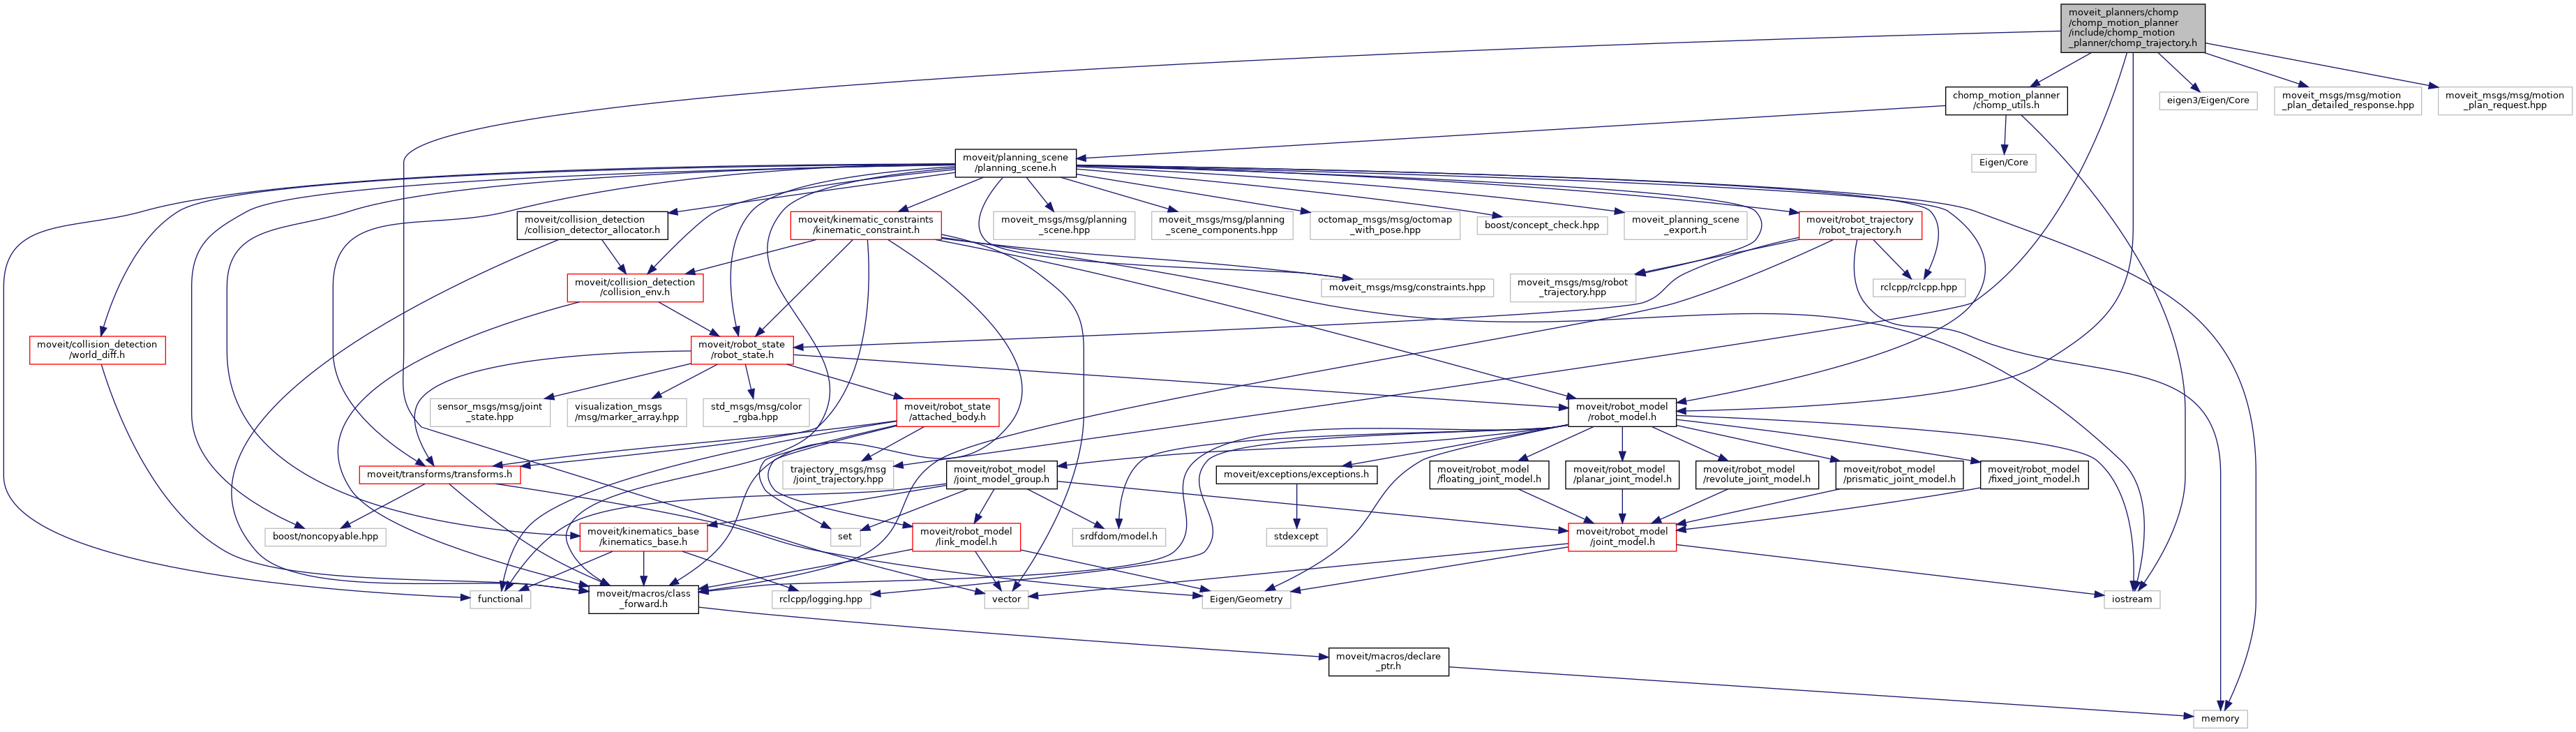 moveit_planners/chomp
/chomp_motion_planner
/include/chomp_motion
_planner/chomp_trajectory.h
chomp_motion_planner
/chomp_utils.h
eigen3/Eigen/Core
moveit_msgs/msg/motion
_plan_detailed_response.hpp
moveit_msgs/msg/motion
_plan_request.hpp
moveit/planning_scene
/planning_scene.h
Eigen/Core
moveit/collision_detection
/collision_detector_allocator.h
moveit/kinematic_constraints
/kinematic_constraint.h
moveit_msgs/msg/planning
_scene.hpp
moveit_msgs/msg/planning
_scene_components.hpp
octomap_msgs/msg/octomap
_with_pose.hpp
boost/concept_check.hpp
moveit_planning_scene
_export.h
moveit/robot_trajectory
/robot_trajectory.h
moveit/collision_detection
/collision_env.h
moveit_msgs/msg/constraints.hpp
moveit_msgs/msg/robot
_trajectory.hpp
rclcpp/rclcpp.hpp
moveit/collision_detection
/world_diff.h
moveit/robot_state
/robot_state.h
sensor_msgs/msg/joint
_state.hpp
visualization_msgs
/msg/marker_array.hpp
std_msgs/msg/color
_rgba.hpp
moveit/robot_state
/attached_body.h
moveit/robot_model
/robot_model.h
moveit/transforms/transforms.h
trajectory_msgs/msg
/joint_trajectory.hpp
moveit/robot_model
/joint_model_group.h
moveit/exceptions/exceptions.h
moveit/robot_model
/floating_joint_model.h
moveit/robot_model
/planar_joint_model.h
moveit/robot_model
/revolute_joint_model.h
moveit/robot_model
/prismatic_joint_model.h
moveit/robot_model
/fixed_joint_model.h
boost/noncopyable.hpp
moveit/kinematics_base
/kinematics_base.h
set
moveit/robot_model
/link_model.h
srdfdom/model.h
stdexcept
moveit/robot_model
/joint_model.h
functional
moveit/macros/class
_forward.h
rclcpp/logging.hpp
vector
Eigen/Geometry
iostream
moveit/macros/declare
_ptr.h
memory